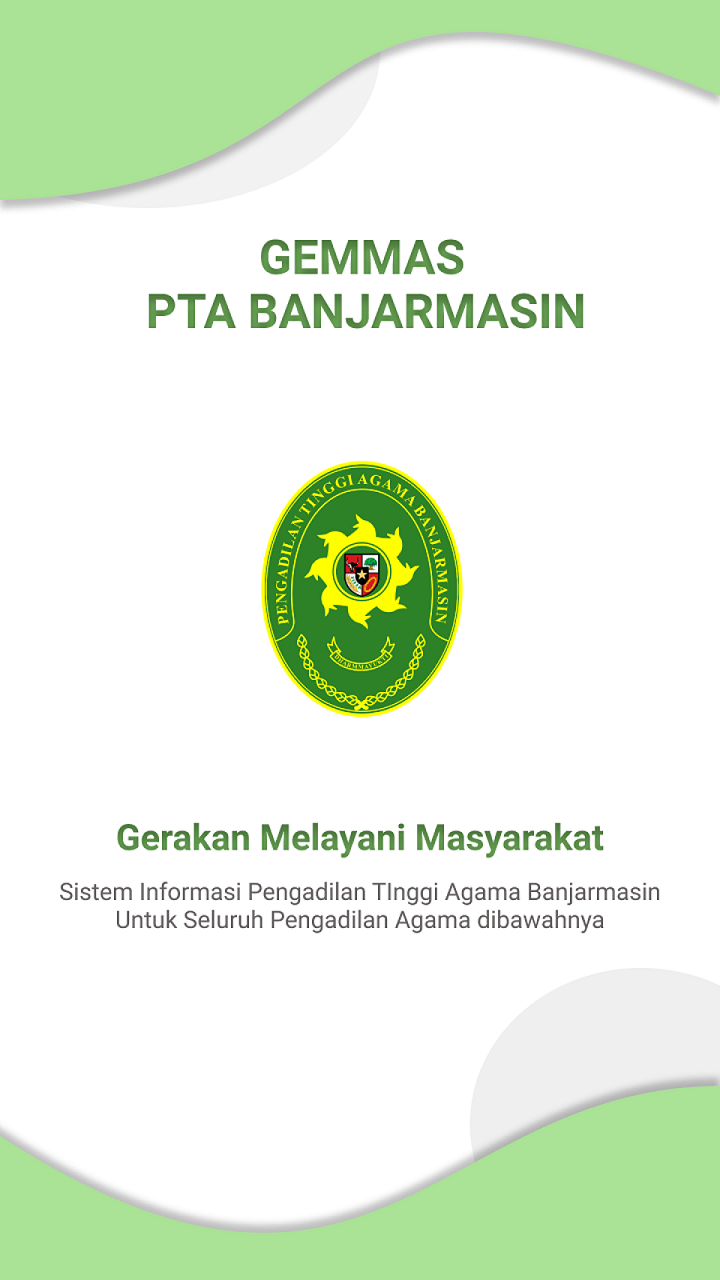 GEMMAS
PTA BANJARMASIN
PENGADILAN TINGGI AGAMA BANJARMASIN
Gerakan Melayani Masyarakat
Sistem Informasi Pengadilan TInggi Agama Banjarmasin
Untuk Seluruh Pengadilan Agama dibawahnya